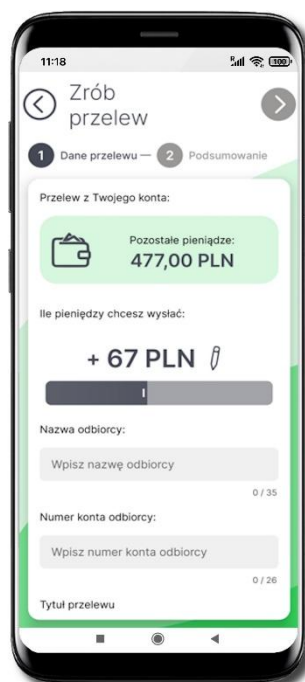 11:18
100
Zrób
przelew
1 Dane przelewu — 2 Podsumowanie
Przelew z Twojego konta:
Pozostałe pieniądze:
477,00 PLN
Ile pieniędzy chcesz wysłać:
+ 67 PLN
Nazwa odbiorcy:
Wpisz nazwę odbiorcy
0 / 35
Numer konta odbiorcy:
Wpisz numer konta odbiorcy
0 / 26
Tytuł przelewu